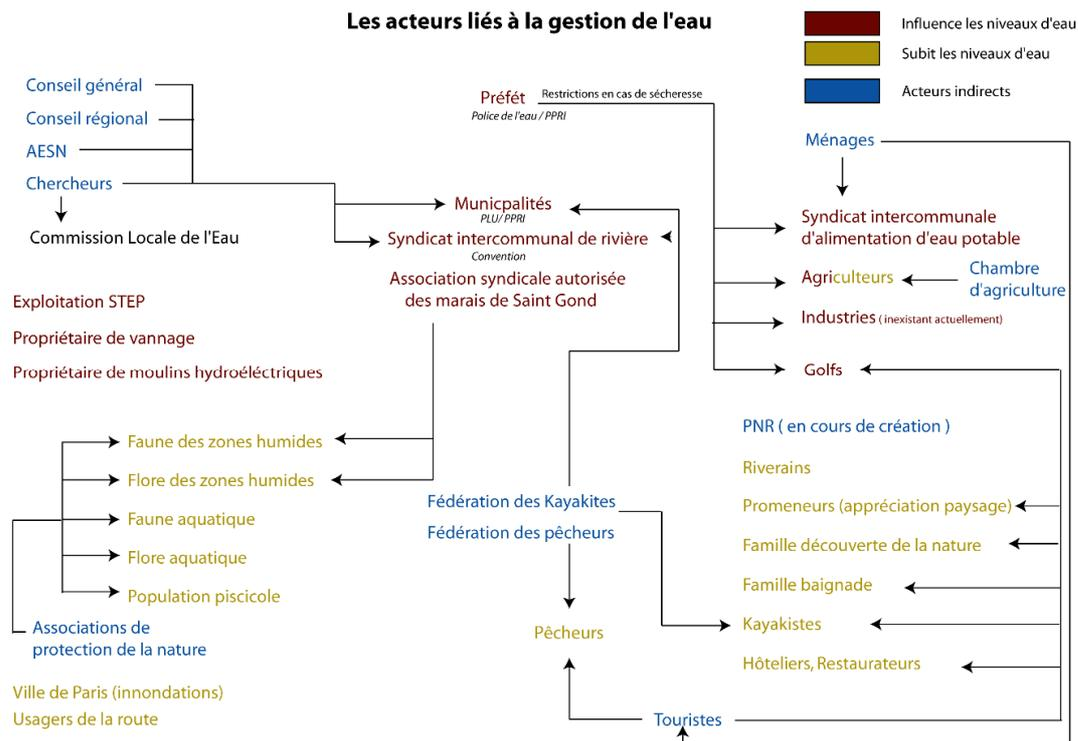 Les acteurs liés à la gestion de l'eau
Influence les niveaux d'eau
Subit les niveaux d'eau
Acteurs indirects
Conseil général
Conseil régional
AESN
Chercheurs
Commission Locale de l'Eau
Préfét
Restrictions en cas de sécheresse
Police de l'eau / PPRI
Ménages
Municpalités
PLU/ PPRI
Syndicat intercommunal de rivière
Convention
Association syndicale autorisée
des marais de Saint Gond
Syndicat intercommunale
d'alimentation d'eau potable
Agriculteurs
Chambre
d'agriculture
Industries ( inexistant actuellement)
Golfs
Exploitation STEP
Propriétaire de vannage
Propriétaire de moulins hydroéléctriques
Faune des zones humides
Flore des zones humides
Faune aquatique
Flore aquatique
Population piscicole
Associations de
protection de la nature
Ville de Paris (innondations)
Usagers de la route
Fédération des Kayakites
Fédération des pêcheurs
Pêcheurs
Touristes
PNR ( en cours de création )
Riverains
Promeneurs (appréciation paysage)
Famille découverte de la nature
Famille baignade
Kayakistes
Hôteliers, Restaurateurs